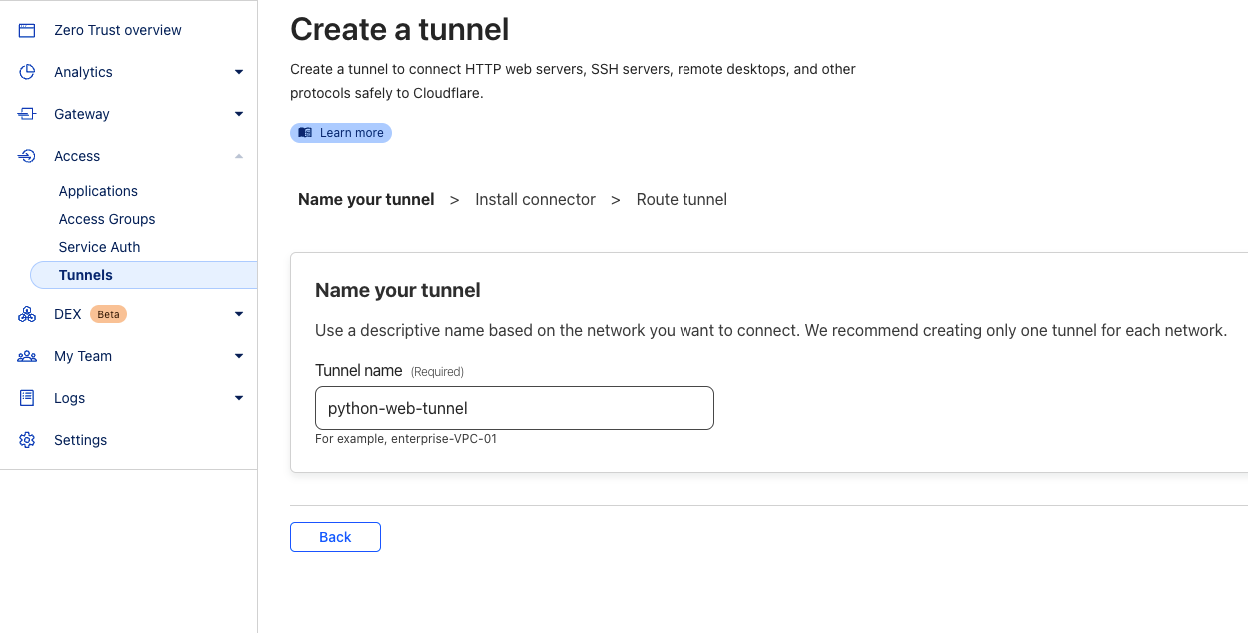 Zero Trust overview
Analytics
Gateway
Access
Applications
Access Groups
Service Auth
Tunnels
DEX Beta
My Team
Logs
Settings
Create a tunnel
Create a tunnel to connect HTTP web servers, SSH servers, remote desktops, and other
protocols safely to Cloudflare.
Learn more
Name your tunnel > Install connector > Route tunnel
Name your tunnel
Use a descriptive name based on the network you want to connect. We recommend creating only one tunnel for each network.
Tunnel name (Required)
python-web-tunnel
For example, enterprise-VPC-01
Back